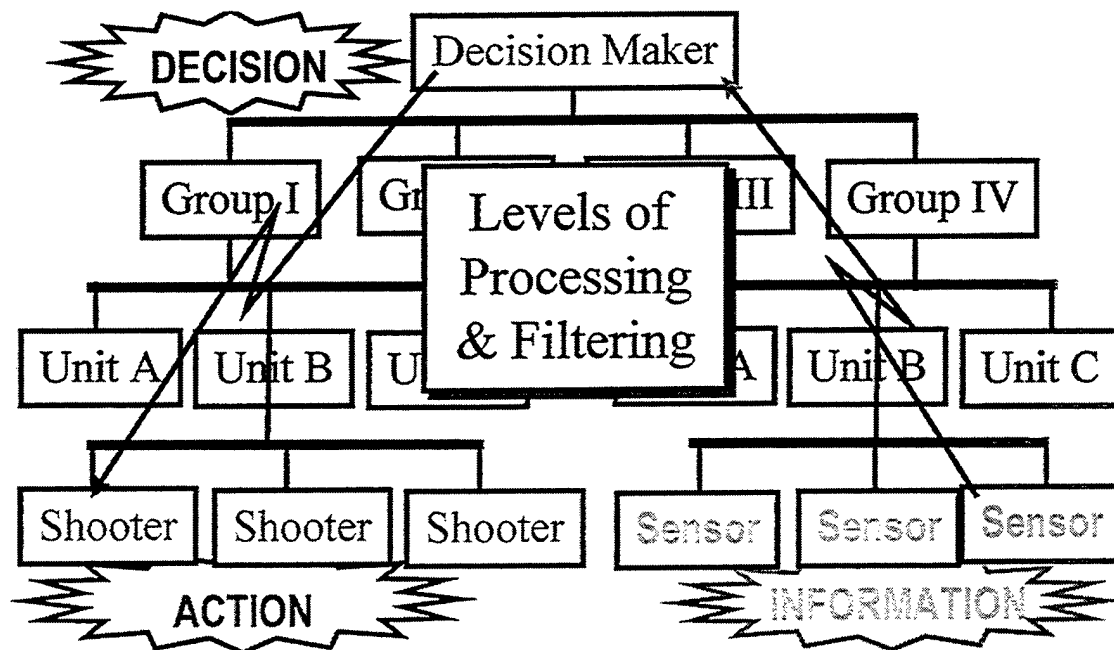 DECISION
Decision Maker
Group I
Gr
III
Group IV
Levels of
Processing
& Filtering
Unit A
Unit B
U
A
Unit B
Unit C
Shooter
Shooter
Shooter
Sensor
Sensor
Sensor
ACTION
INFORMATION